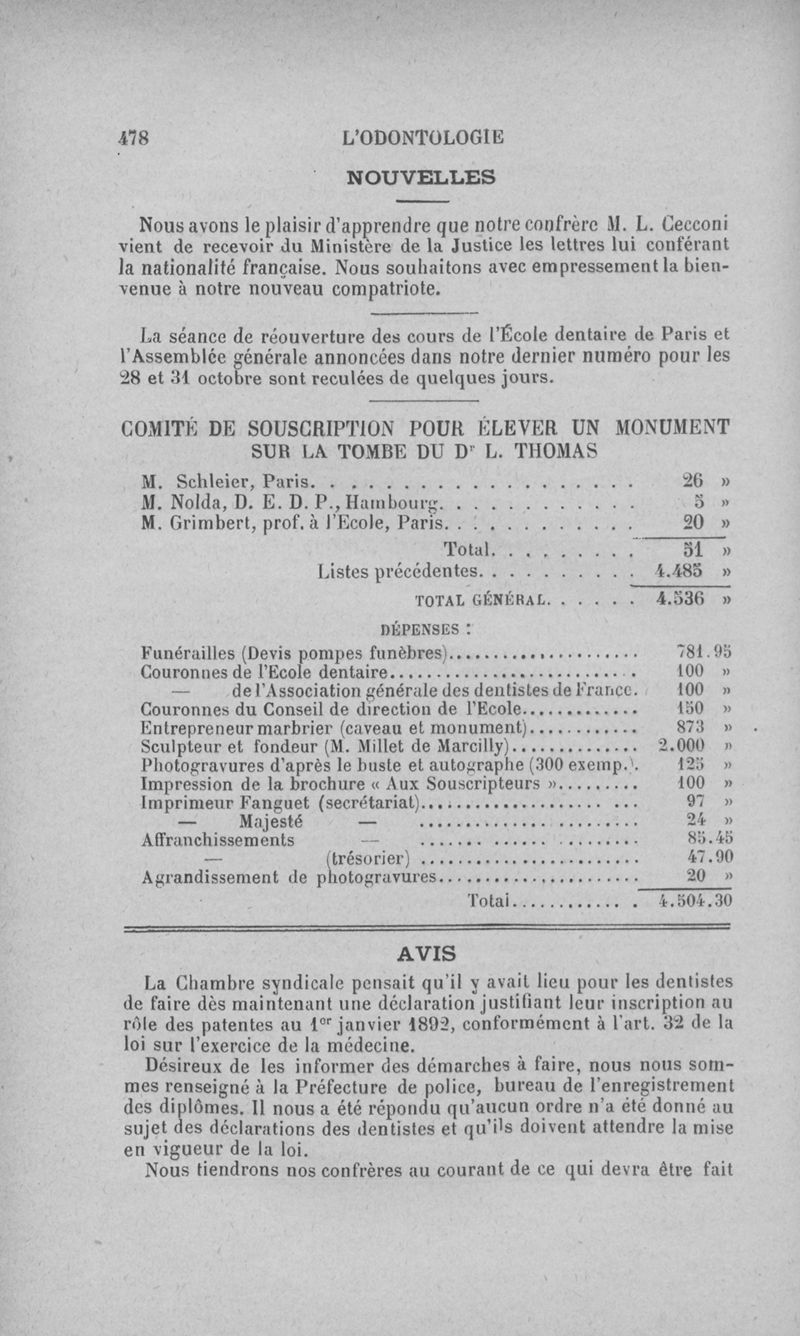 478 L'ODONTOLOGIE
NOUVELLES
Nous avons le plaisir d'apprendre que notre confrère M. L. Cecconi
vient de recevoir du Ministère de la Justice les lettres lui conférant
la nationalité française. Nous souhaitons avec empressement la bien-
venue à notre nouveau compatriote.
La séance de réouverture des cours de l'École dentaire de Paris et
l'Assemblée générale annoncées dans notre dernier numéro pour les
28 et 31 octobre sont reculées de quelques jours.
COMITÉ DE SOUSCRIPTION POUR ÉLEVER UN MONUMENT
SUR LA TOMBE DU Dr L. THOMAS
M. Schleier, Paris. . . . . . . . . . . . . . . . . . . 26 »
M. Nolda, D. E. D. P., Hambourg. . . . . . . . . . . . . 5 »
M. Grimbert, prof. à l'Ecole, Paris. . . . . . . . . . . . 20 »
Total. . . . . . . . . 51 »
Listes précédentes. . . . . . . . . . 4.485 »
TOTAL GÉNÉRAL. . . . . . 4.536 »
DÉPENSES :
Funérailles (Devis pompes funèbres)..................... 781.95
Couronnes de l'Ecole dentaire........................... 100 »
— de l'Association générale des dentistes de France. 100 »
Couronnes du Conseil de direction de l'Ecole............. 150 »
Entrepreneur marbrier (caveau et monument)............ 873 »
Sculpteur et fondeur (M. Millet de Marcilly).............. 2.000 »
Photogravures d'après le buste et autographe (300 exemp.). 125 »
Impression de la brochure « Aux Souscripteurs »......... 100 »
Imprimeur Fanguet (secrétariat)........................ 97 »
— Majesté — ........................ 24 »
Affranchissements — ........................ 85.45
— (trésorier) ........................ 47.90
Agrandissement de photogravures....................... 20 »
Total............. 4.504.30
AVIS
La Chambre syndicale pensait qu'il y avait lieu pour les dentistes
de faire dès maintenant une déclaration justifiant leur inscription au
rôle des patentes au 1er janvier 1892, conformément à l'art. 32 de la
loi sur l'exercice de la médecine.
Désireux de les informer des démarches à faire, nous nous som-
mes renseigné à la Préfecture de police, bureau de l'enregistrement
des diplômes. Il nous a été répondu qu'aucun ordre n'a été donné au
sujet des déclarations des dentistes et qu'ils doivent attendre la mise
en vigueur de la loi.
Nous tiendrons nos confrères au courant de ce qui devra être fait